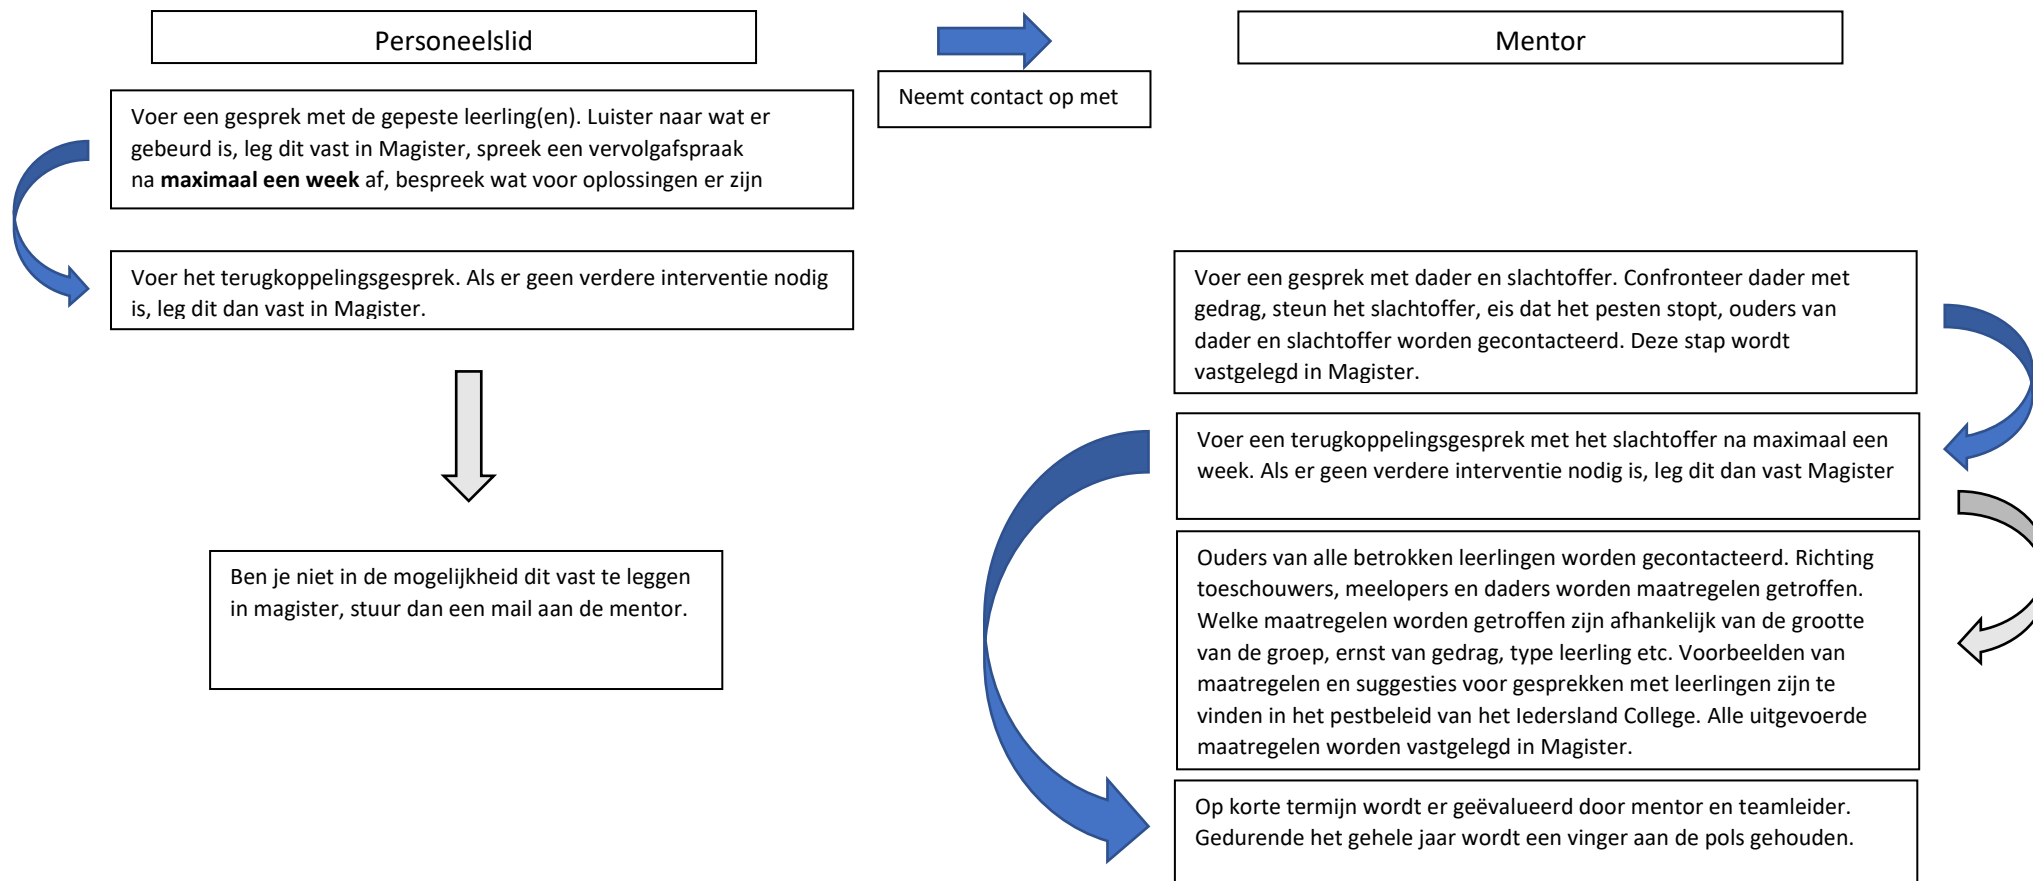 Personeelslid
Neemt contact op met
Mentor
Voer een gesprek met de gepeste leerling(en). Luister naar wat er
gebeurd is, leg dit vast in Magister, spreek een vervolgafspraak
na maximaal een week af, bespreek wat voor oplossingen er zijn
Voer het terugkoppelingsgesprek. Als er geen verdere interventie nodig
is, leg dit dan vast in Magister.
Ben je niet in de mogelijkheid dit vast te leggen
in magister, stuur dan een mail aan de mentor.
Voer een gesprek met dader en slachtoffer. Confronteer dader met
gedrag, steun het slachtoffer, eis dat het pesten stopt, ouders van
dader en slachtoffer worden gecontacteerd. Deze stap wordt
vastgelegd in Magister.
Voer een terugkoppelingsgesprek met het slachtoffer na maximaal een
week. Als er geen verdere interventie nodig is, leg dit dan vast Magister
Ouders van alle betrokken leerlingen worden gecontacteerd. Richting
toeschouwers, meelopers en daders worden maatregelen getroffen.
Welke maatregelen worden getroffen zijn afhankelijk van de grootte
van de groep, ernst van gedrag, type leerling etc. Voorbeelden van
maatregelen en suggesties voor gesprekken met leerlingen zijn te
vinden in het pestbeleid van het Iedersland College. Alle uitgevoerde
maatregelen worden vastgelegd in Magister.
Op korte termijn wordt er geëvalueerd door mentor en teamleider.
Gedurende het gehele jaar wordt een vinger aan de pols gehouden.